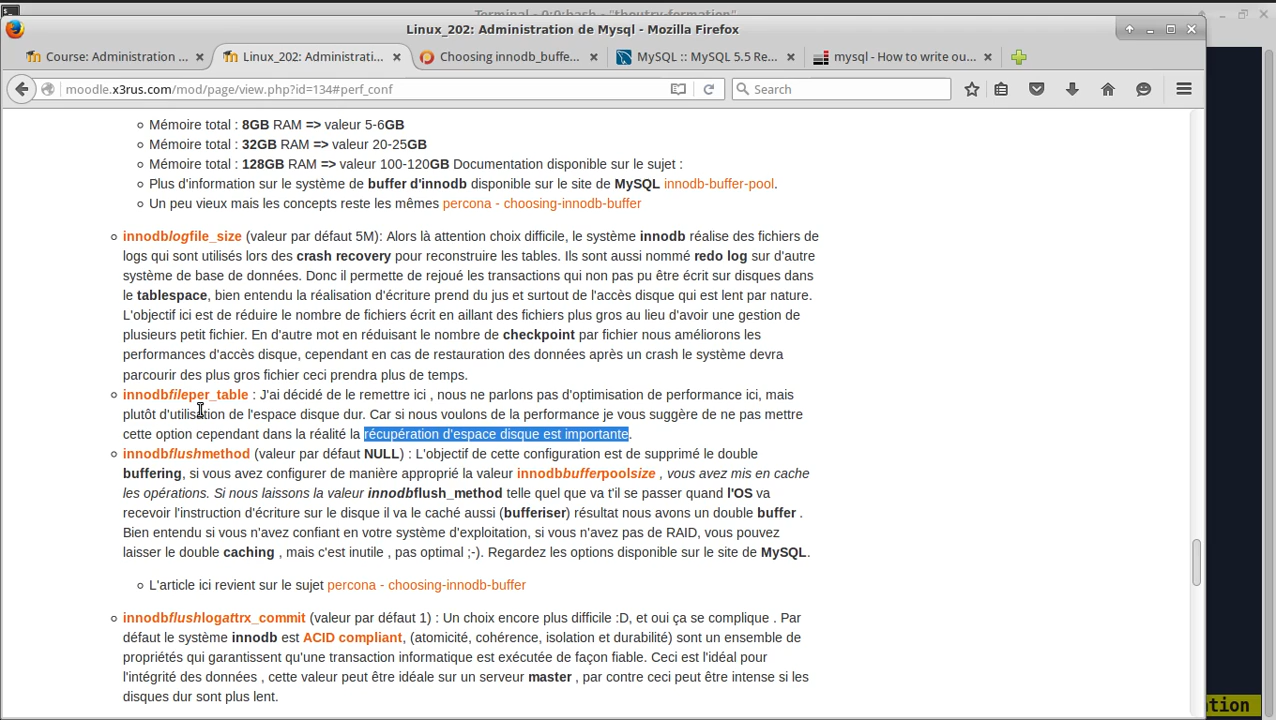 Terminal - 0:0:bash - "theutry-formation"
Linux_202: Administration de Mysql - Mozilla Firefox
Course: Administration ...
Linux_202: Administrati...
Choosing innodb_buffe...
MySQL :: MySQL 5.5 Re...
mysql - How to write ou...
moodle.x3rus.com/mod/page/view.php?id=134#perf_conf
Search
Mémoire total : 8GB RAM => valeur 5-6GB
Mémoire total : 32GB RAM => valeur 20-25GB
Mémoire total : 128GB RAM => valeur 100-120GB Documentation disponible sur le sujet :
Plus d'information sur le système de buffer d'innodb disponible sur le site de MySQL innodb-buffer-pool.
Un peu vieux mais les concepts reste les mêmes percona - choosing-innodb-buffer
innodblogfile_size (valeur par défaut 5M): Alors là attention choix difficile, le système innodb réalise des fichiers de
logs qui sont utilisés lors des crash recovery pour reconstruire les tables. Ils sont aussi nommé redo log sur d'autre
système de base de données. Donc il permette de rejoué les transactions qui non pas pu être écrit sur disques dans
le tablespace, bien entendu la réalisation d'écriture prend du jus et surtout de l'accès disque qui est lent par nature.
L'objectif ici est de réduire le nombre de fichiers écrit en aillant des fichiers plus gros au lieu d'avoir une gestion de
plusieurs petit fichier. En d'autre mot en réduisant le nombre de checkpoint par fichier nous améliorons les
performances d'accès disque, cependant en cas de restauration des données après un crash le système devra
parcourir des plus gros fichier ceci prendra plus de temps.
innodbfileper_table : J'ai décidé de le remettre ici , nous ne parlons pas d'optimisation de performance ici, mais
plutôt d'utilisation de l'espace disque dur. Car si nous voulons de la performance je vous suggère de ne pas mettre
cette option cependant dans la réalité la récupération d'espace disque est importante.
innodbflushmethod (valeur par défaut NULL) : L'objectif de cette configuration est de supprimé le double
buffering, si vous avez configurer de manière approprié la valeur innodbbufferpoolsize , vous avez mis en cache
les opérations. Si nous laissons la valeur innodbflush_method telle quel que va t'il se passer quand l'OS va
recevoir l'instruction d'écriture sur le disque il va le caché aussi (bufferiser) résultat nous avons un double buffer .
Bien entendu si vous n'avez confiant en votre système d'exploitation, si vous n'avez pas de RAID, vous pouvez
laisser le double caching , mais c'est inutile , pas optimal ;-). Regardez les options disponible sur le site de MySQL.
L'article ici revient sur le sujet percona - choosing-innodb-buffer
innodbflushlogattrx_commit (valeur par défaut 1) : Un choix encore plus difficile :D, et oui ça se complique . Par
défaut le système innodb est ACID compliant, (atomicité, cohérence, isolation et durabilité) sont un ensemble de
propriétés qui garantissent qu'une transaction informatique est exécutée de façon fiable. Ceci est l'idéal pour
l'intégrité des données , cette valeur peut être idéale sur un serveur master , par contre ceci peut être intense si les
disques dur sont plus lent.
ation